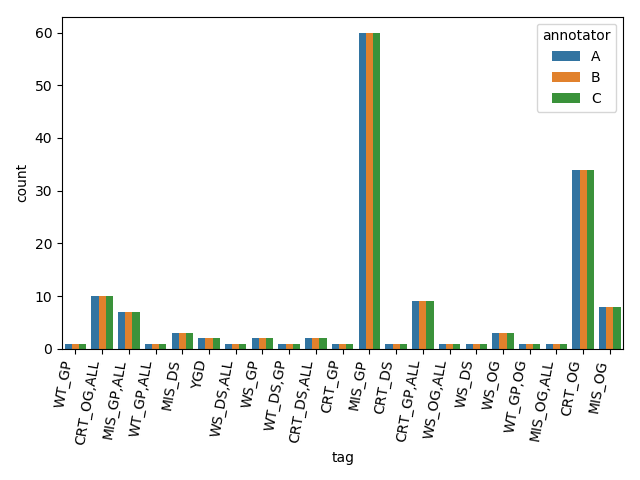 annotator
A
B
C
60
50
40
30
20
10
0
count
WT_GP
CRT_OG,ALL
MIS_GP,ALL
WT_GP,ALL
MIS_DS
YGD
WS_DS,ALL
WS_GP
WT_DS,GP
CRT_DS,ALL
CRT_GP
MIS_GP
CRT_DS
CRT_GP,ALL
WS_OG,ALL
WS_DS
WS_OG
WT_GP,OG
MIS_OG,ALL
CRT_OG
MIS_OG
tag